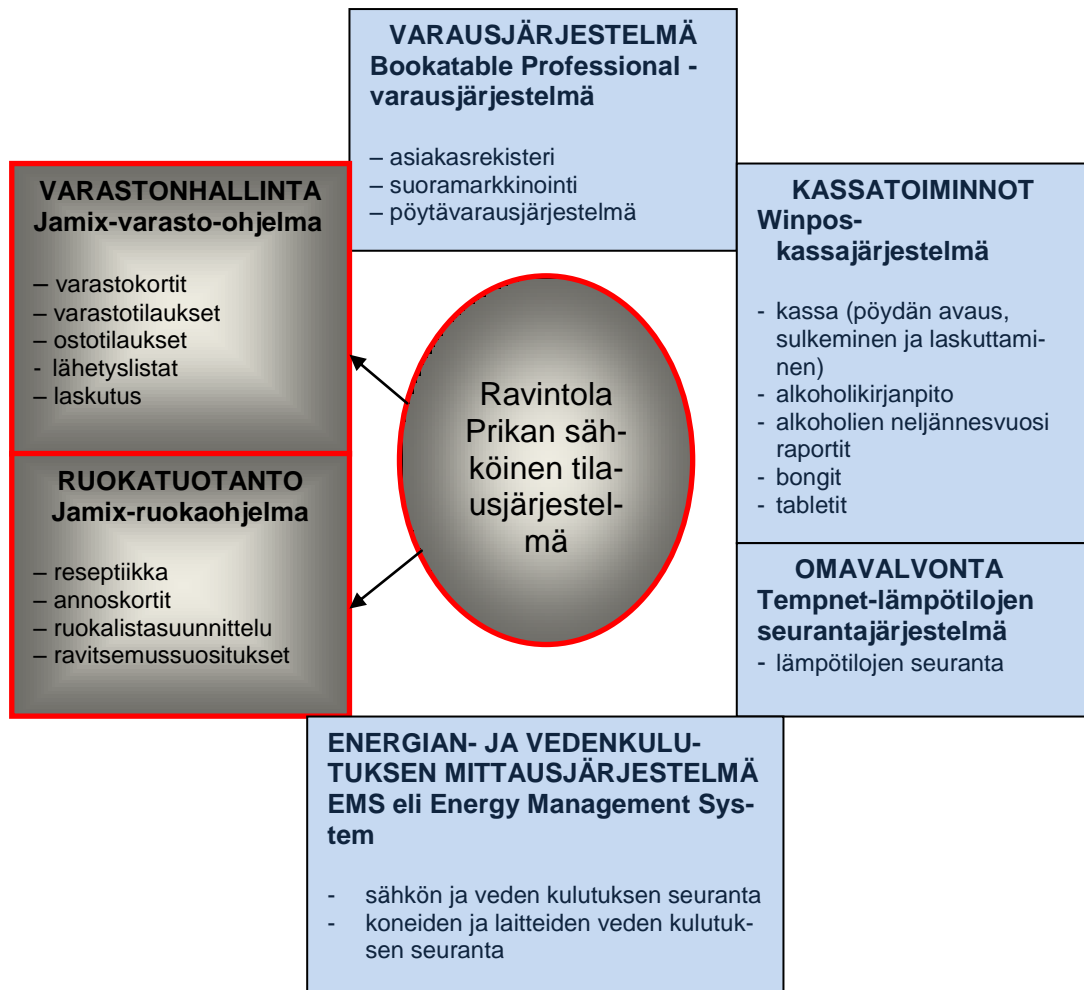 VARAUSJÄRJESTELMÄ
Bookatable Professional -
varausjärjestelmä
– asiakasrekisteri
– suoramarkkinointi
– pöytävarausjärjestelmä
VARASTONHALLINTA
Jamix-varasto-ohjelma
– varastokortit
– varastotilaukset
– ostotilaukset
- lähetyslistat
– laskutus
RUOKATUOTANTO
Jamix-ruokaohjelma
– reseptiikka
– annoskortit
– ruokalistasuunnittelu
– ravitsemussuositukset
Ravintola
Prikan säh-
köinen tila-
usjärjestel-
mä
KASSATOIMINNOT
Winpos-
kassajärjestelmä
- kassa (pöydän avaus,
sulkeminen ja laskuttami-
nen)
- alkoholikirjanpito
- alkoholien neljännesvuosi
raportit
- bongit
- tabletit
OMAVALVONTA
Tempnet-lämpötilojen
seurantajärjestelmä
- lämpötilojen seuranta
ENERGIAN- JA VEDENKULU-
TUKSEN MITTAUSJÄRJESTELMÄ
EMS eli Energy Management Sys-
tem
- sähkön ja veden kulutuksen seuranta
- koneiden ja laitteiden veden kulutuk-
sen seuranta